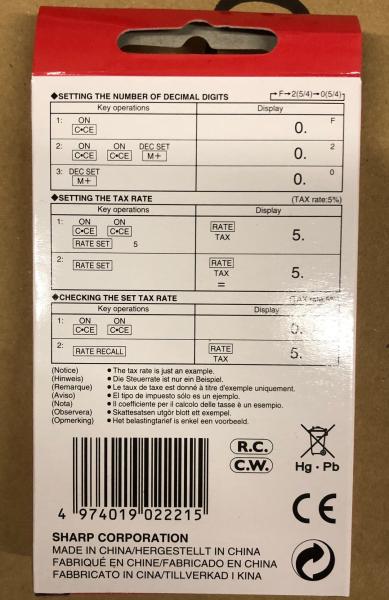 ◆SETTING THE NUMBER OF DECIMAL DIGITS F→2(5/4)→0(5/4)
Key operations Display
1: ON C•CE 0. F
2: ON C•CE ON C•CE DEC SET M+ 0. 2
3: DEC SET M+ 0. 0
◆SETTING THE TAX RATE (TAX rate:5%)
Key operations Display
1: ON C•CE ON C•CE RATE TAX 5.
RATE SET 5
2: RATE SET RATE TAX = 5.
◆CHECKING THE SET TAX RATE (TAX rate:5%)
Key operations Display
1: ON C•CE ON C•CE 0.
2: RATE RECALL RATE TAX 5.
(Notice) ● The tax rate is just an example.
(Hinweis) ● Die Steuerrate ist nur ein Beispiel.
(Remarque) ● Le taux de taxe est donné à titre d'exemple uniquement.
(Aviso) ● El tipo de impuesto sólo es un ejemplo.
(Nota) ● Il coefficiente per il calcolo delle tasse è un esempio.
(Observera) ● Skattesatsen utgör blott ett exempel.
(Opmerking) ● Het belastingtarief is enkel een voorbeeld.
R.C.
C.W.
Hg • Pb
4 974019 022215
CE
SHARP CORPORATION
MADE IN CHINA/HERGESTELLT IN CHINA
FABRIQUÉ EN CHINE/FABRICADO EN CHINA
FABBRICATO IN CINA/TILLVERKAD I KINA